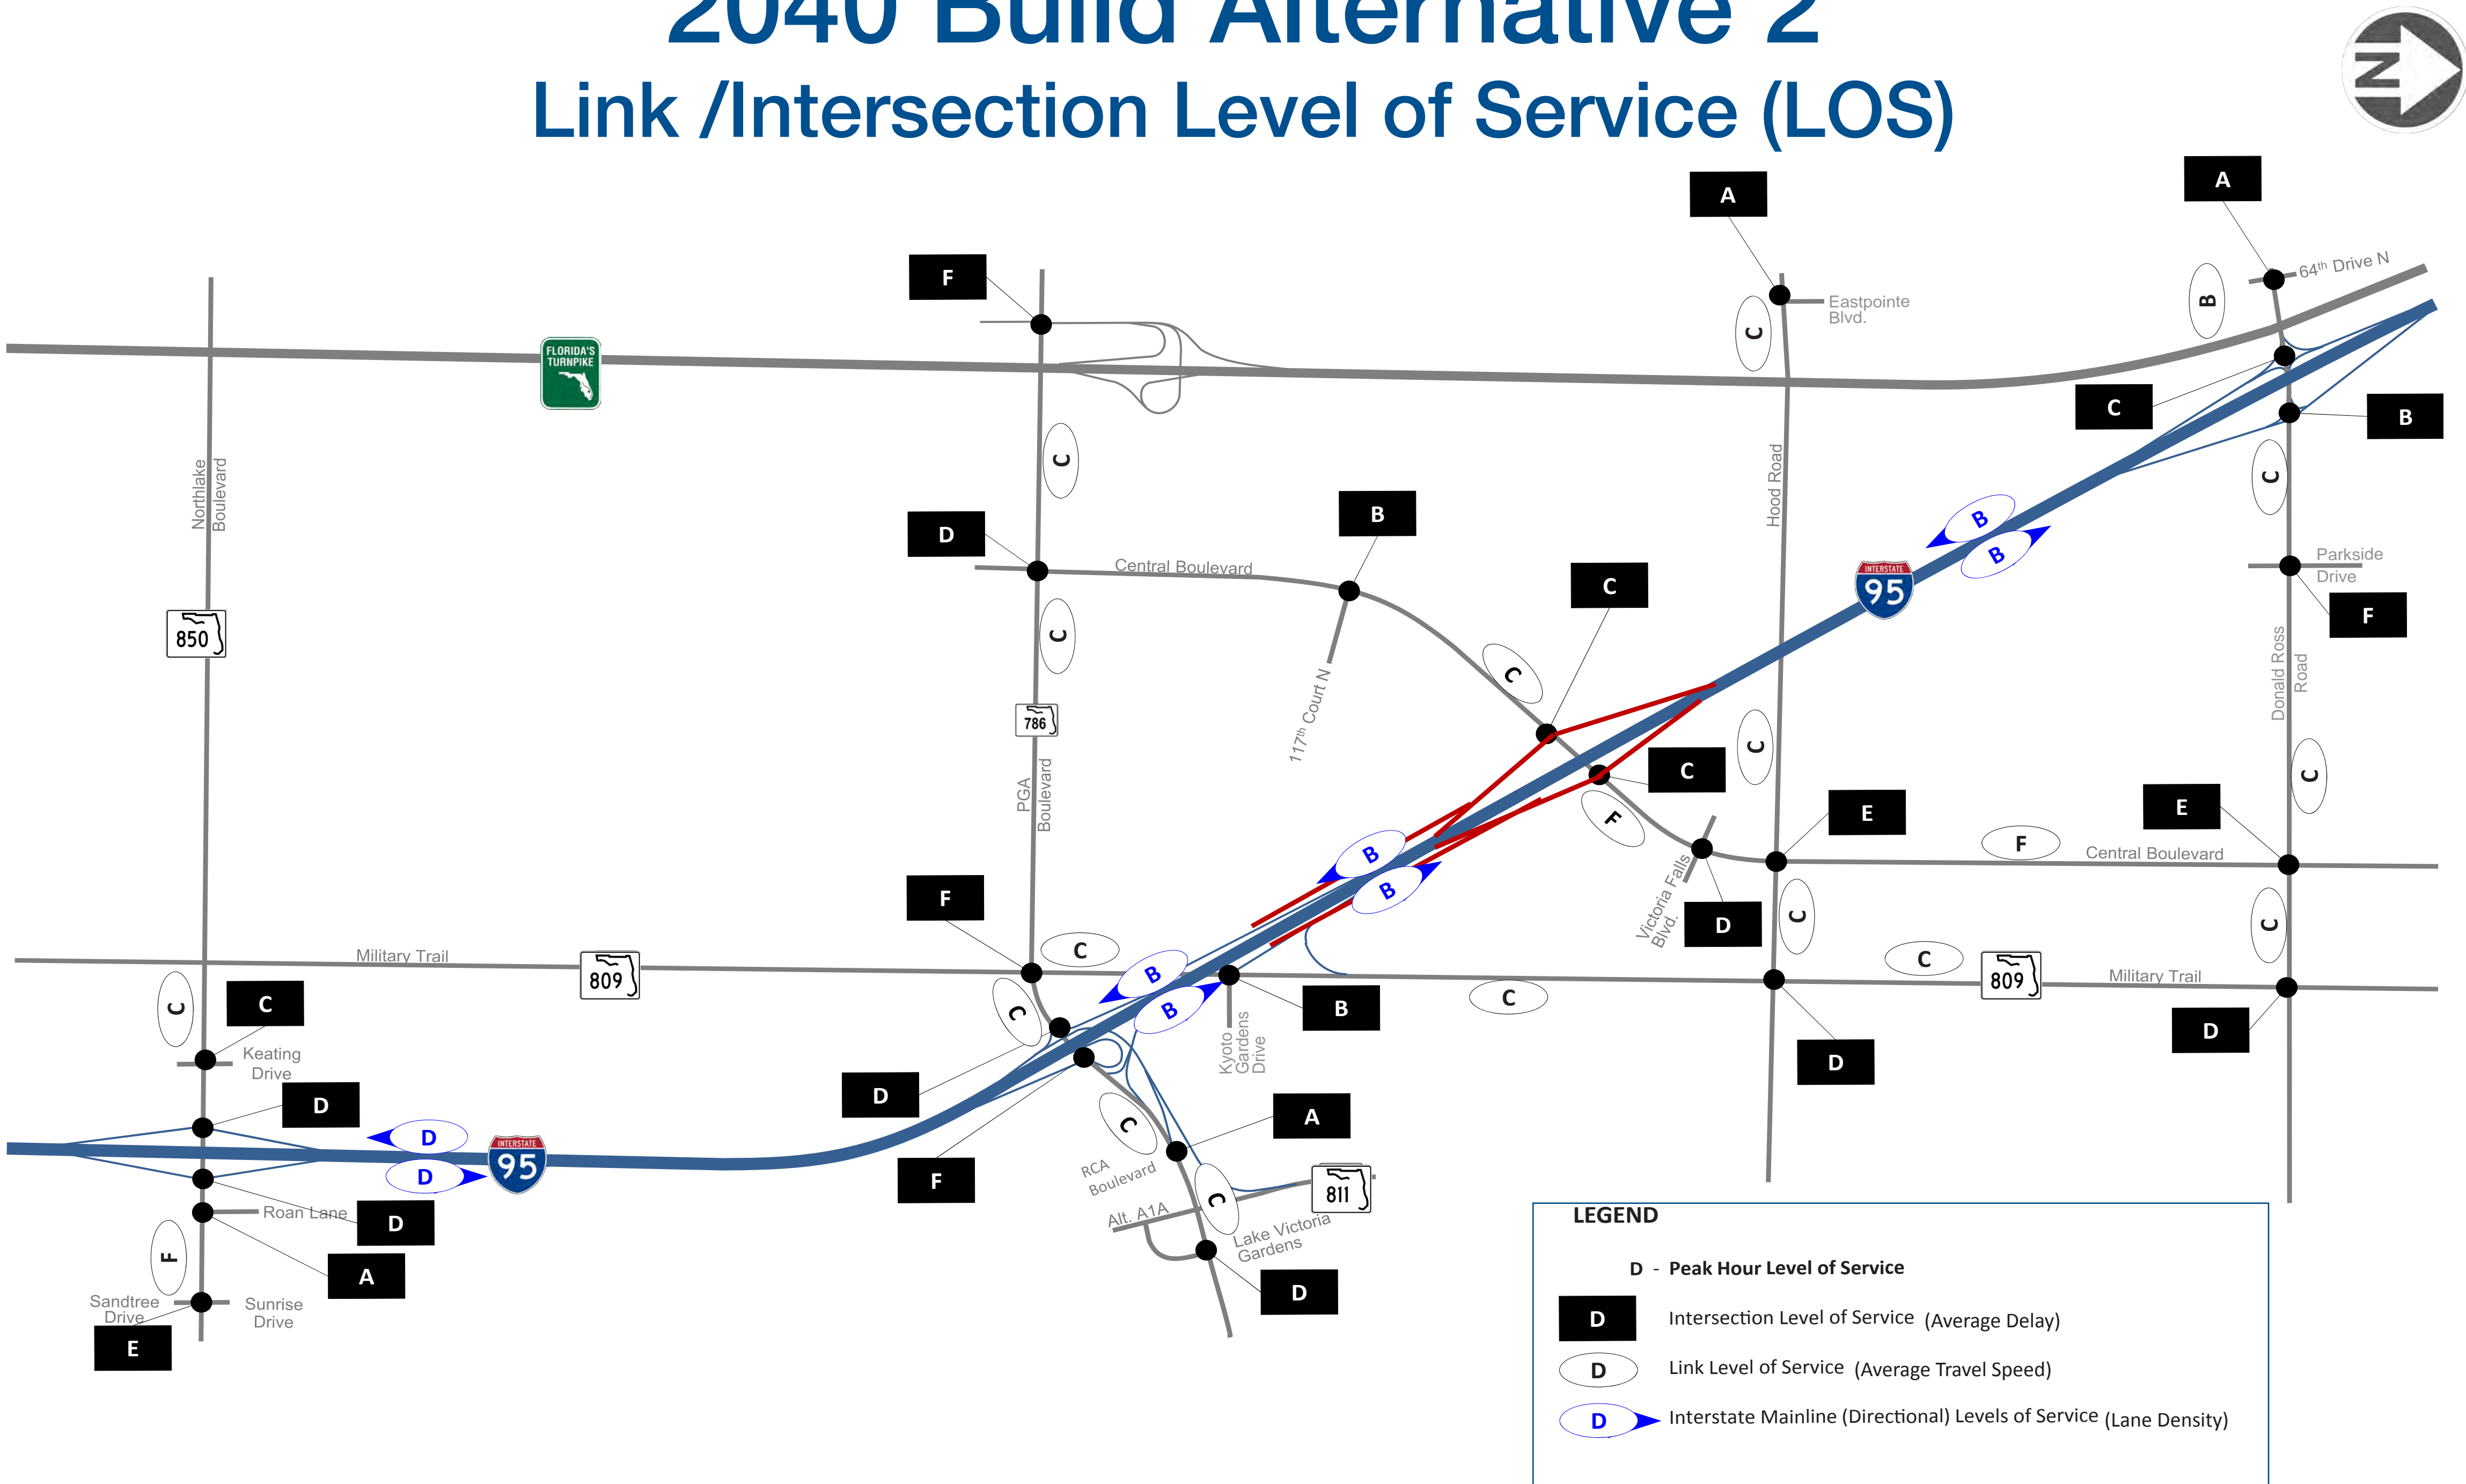 2040 Build Alternative 2
Link /Intersection Level of Service (LOS)
N
A
A
F
64th Drive N
B
Eastpointe
Blvd.
C
FLORIDA'S
TURNPIKE
C
B
C
Northlake
Boulevard
Hood Road
C
B
D
B
B
Central Boulevard
INTERSTATE
95
Parkside
Drive
C
F
850
C
C
Donald Ross
Road
117th Court N
786
C
C
C
PGA
Boulevard
F
E
E
F
Central Boulevard
B
B
Victoria Falls
Blvd.
D
F
C
C
Military Trail
809
C
B
B
C
C
809
Military Trail
C
C
C
B
Kyoto
Gardens
Drive
D
D
Keating
Drive
D
D
D
D
INTERSTATE
95
C
A
F
RCA
Boulevard
C
811
Alt. A1A
Lake Victoria
Gardens
D
Roan Lane
D
F
A
Sandtree
Drive
Sunrise
Drive
E
LEGEND
D - Peak Hour Level of Service
D Intersection Level of Service (Average Delay)
D Link Level of Service (Average Travel Speed)
D Interstate Mainline (Directional) Levels of Service (Lane Density)